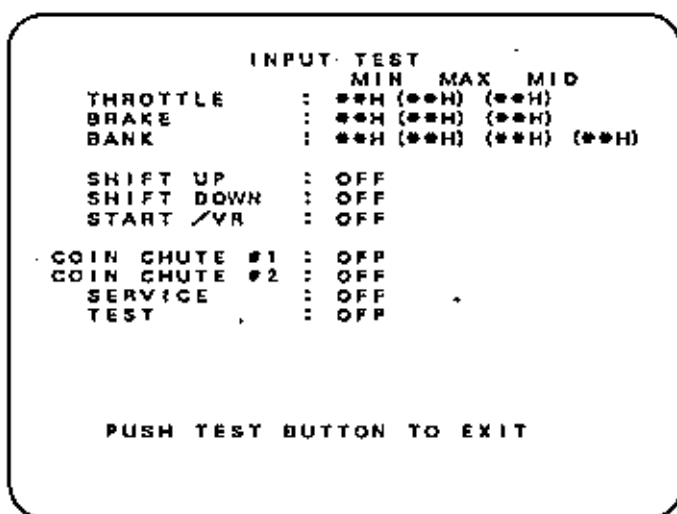 INPUT TEST
MIN MAX MID
THROTTLE : **H (**H) (**H)
BRAKE : **H (**H) (**H)
BANK : **H (**H) (**H) (**H)
SHIFT UP : OFF
SHIFT DOWN : OFF
START /VR : OFF
COIN CHUTE #1 : OFF
COIN CHUTE #2 : OFF
SERVICE : OFF
TEST : OFF
PUSH TEST BUTTON TO EXIT